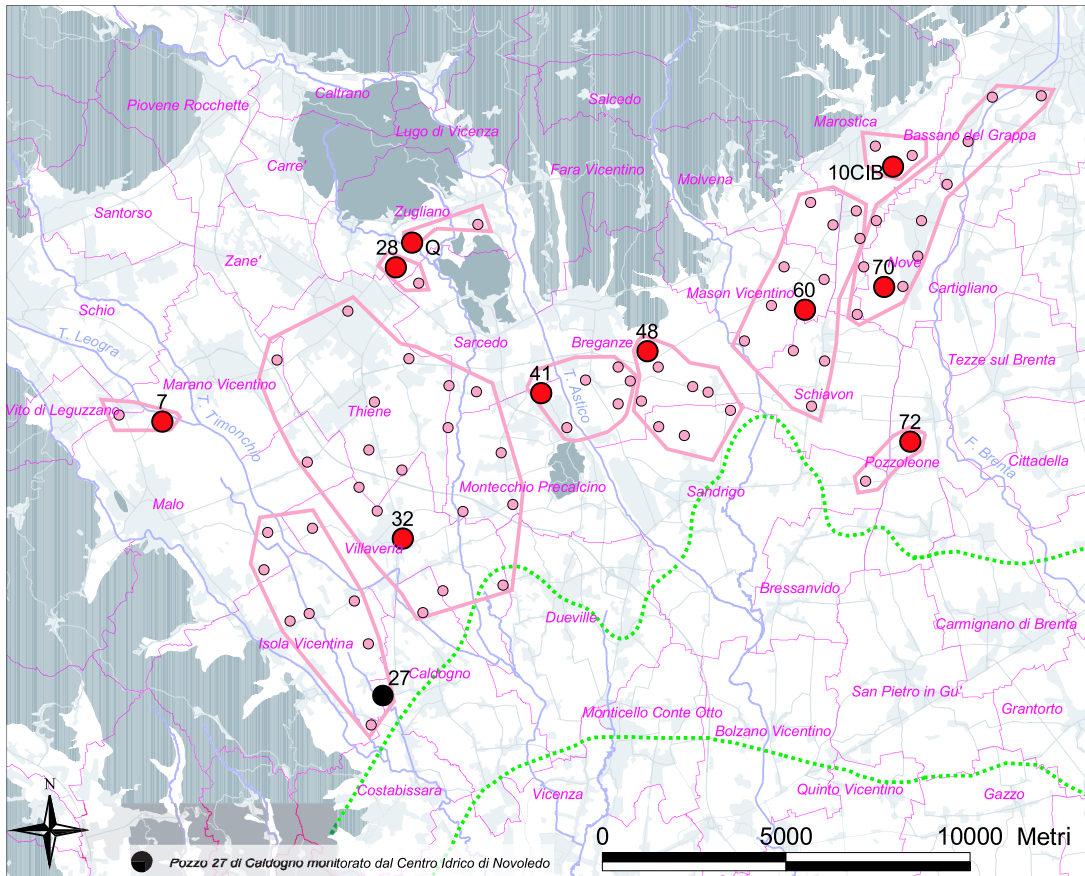 Caltrano
Piovene Rocchette
Salcedo
Lugo di Vicenza
Marostica
Bassano del Grappa
Carre'
Fara Vicentino
10CIB
Molvena
Santorso
Zugliano
28
Q
Zane'
Nove
70
Mason Vicentino
60
Cartigliano
Schio
T. Leogra
Sarcedo
Breganze
48
Tezze sul Brenta
Marano Vicentino
41
T. Astico
Schiavon
Vito di Leguzzano
7
T. Timonchio
Thiene
72
F. Brenta
Pozzoleone
Cittadella
Malo
Montecchio Precalcino
Sandrigo
32
Villaverla
Bressanvido
Dueville
Isola Vicentina
Carmignano di Brenta
27
Caldogno
San Pietro in Gu'
Monticello Conte Otto
Grantorto
Bolzano Vicentino
Costabissara
Vicenza
Quinto Vicentino
Gazzo
N
0 5000 10000 Metri
Pozzo 27 di Caldogno monitorato dal Centro Idrico di Novoledo